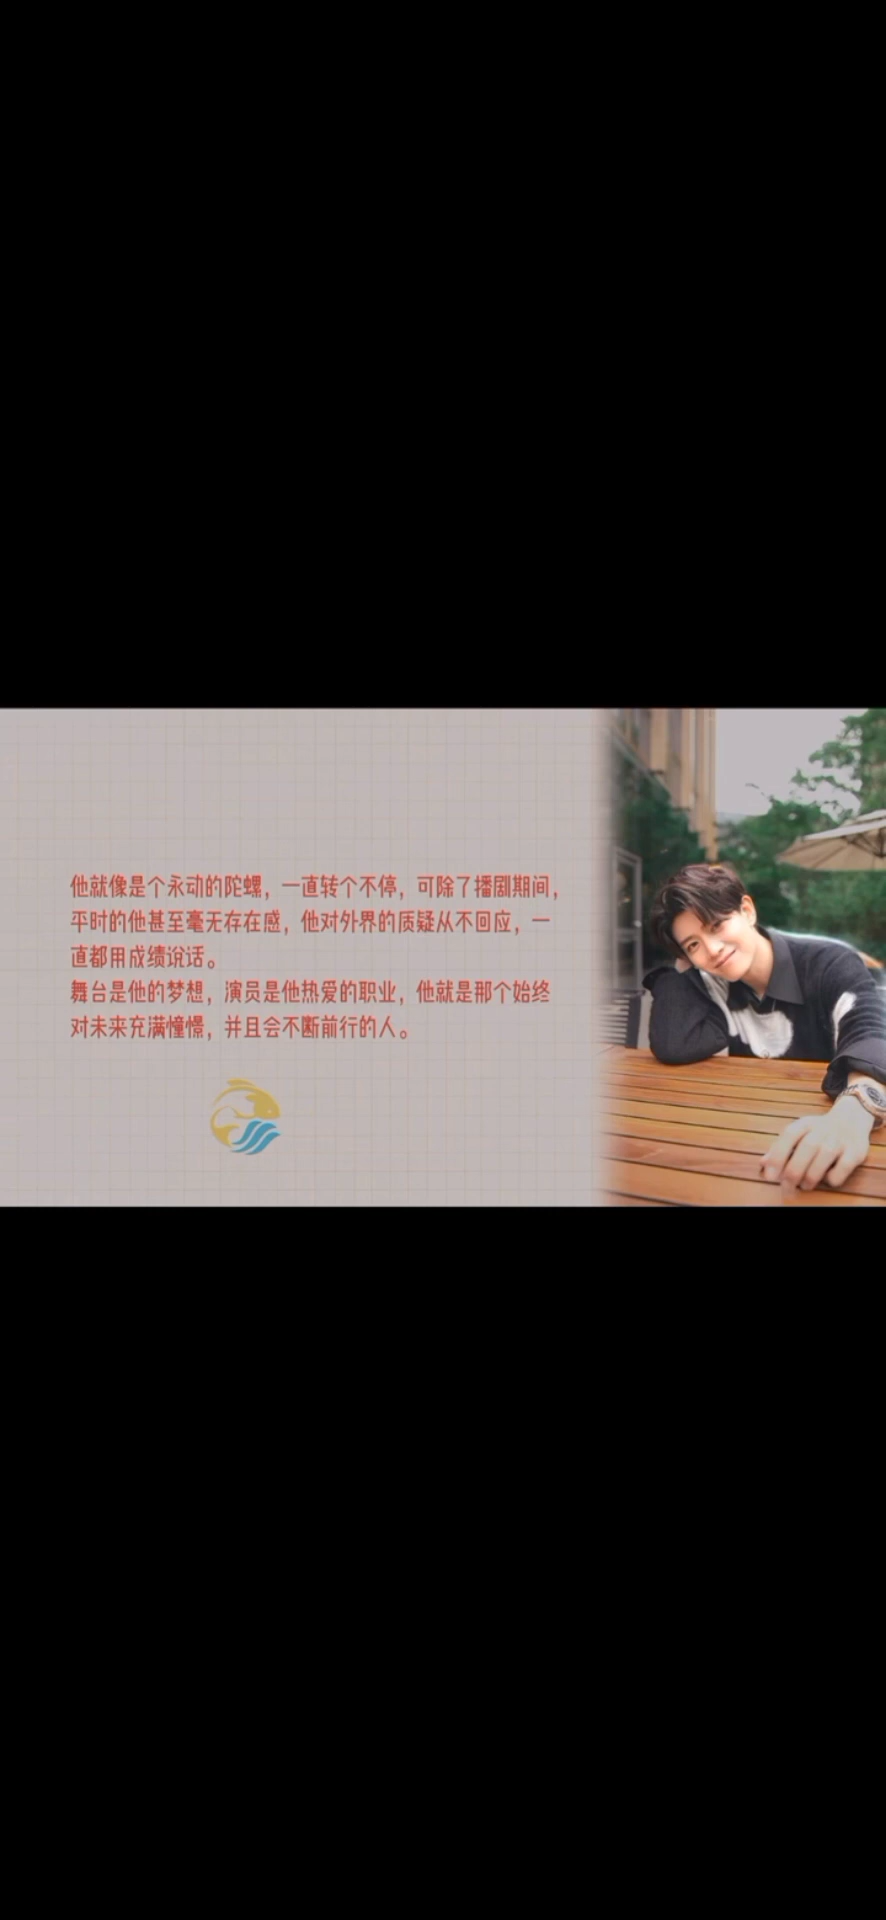 他就像是个永动的陀螺，一直转个不停，可除了播剧期间，
平时的他甚至毫无存在感，他对外界的质疑从不回应，一
直都用成绩说话。
舞台是他的梦想，演员是他热爱的职业，他就是那个始终
对未来充满憧憬，并且会不断前行的人。